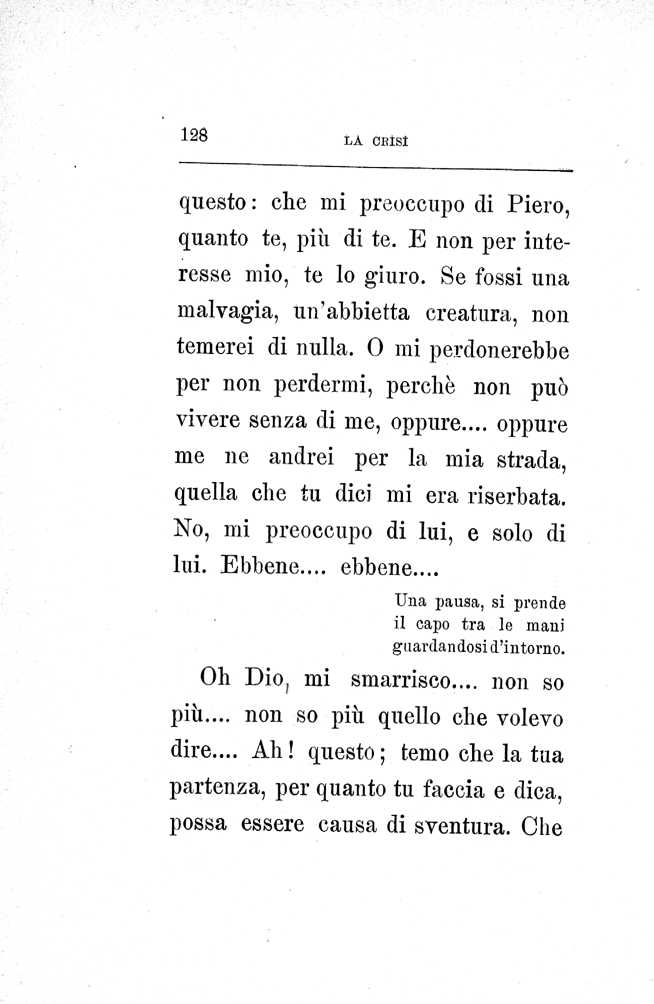 128
LA CRISI
questo: che mi preoccupo di Piero,
quanto te, più di te. E non per inte-
resse mio, te lo giuro. Se fossi una
malvagia, un'abbietta creatura, non
temerei di nulla. O mi perdonerebbe
per non perdermi, perchè non può
vivere senza di me, oppure.... oppure
me ne andrei per la mia strada,
quella che tu dici mi era riserbata.
No, mi preoccupo di lui, e solo di
lui. Ebbene.... ebbene....
Una pausa, si prende
il capo tra le mani
guardandosi d'intorno.
Oh Dio, mi smarrisco.... non so
più.... non so più quello che volevo
dire.... Ah! questo; temo che la tua
partenza, per quanto tu faccia e dica,
possa essere causa di sventura. Che